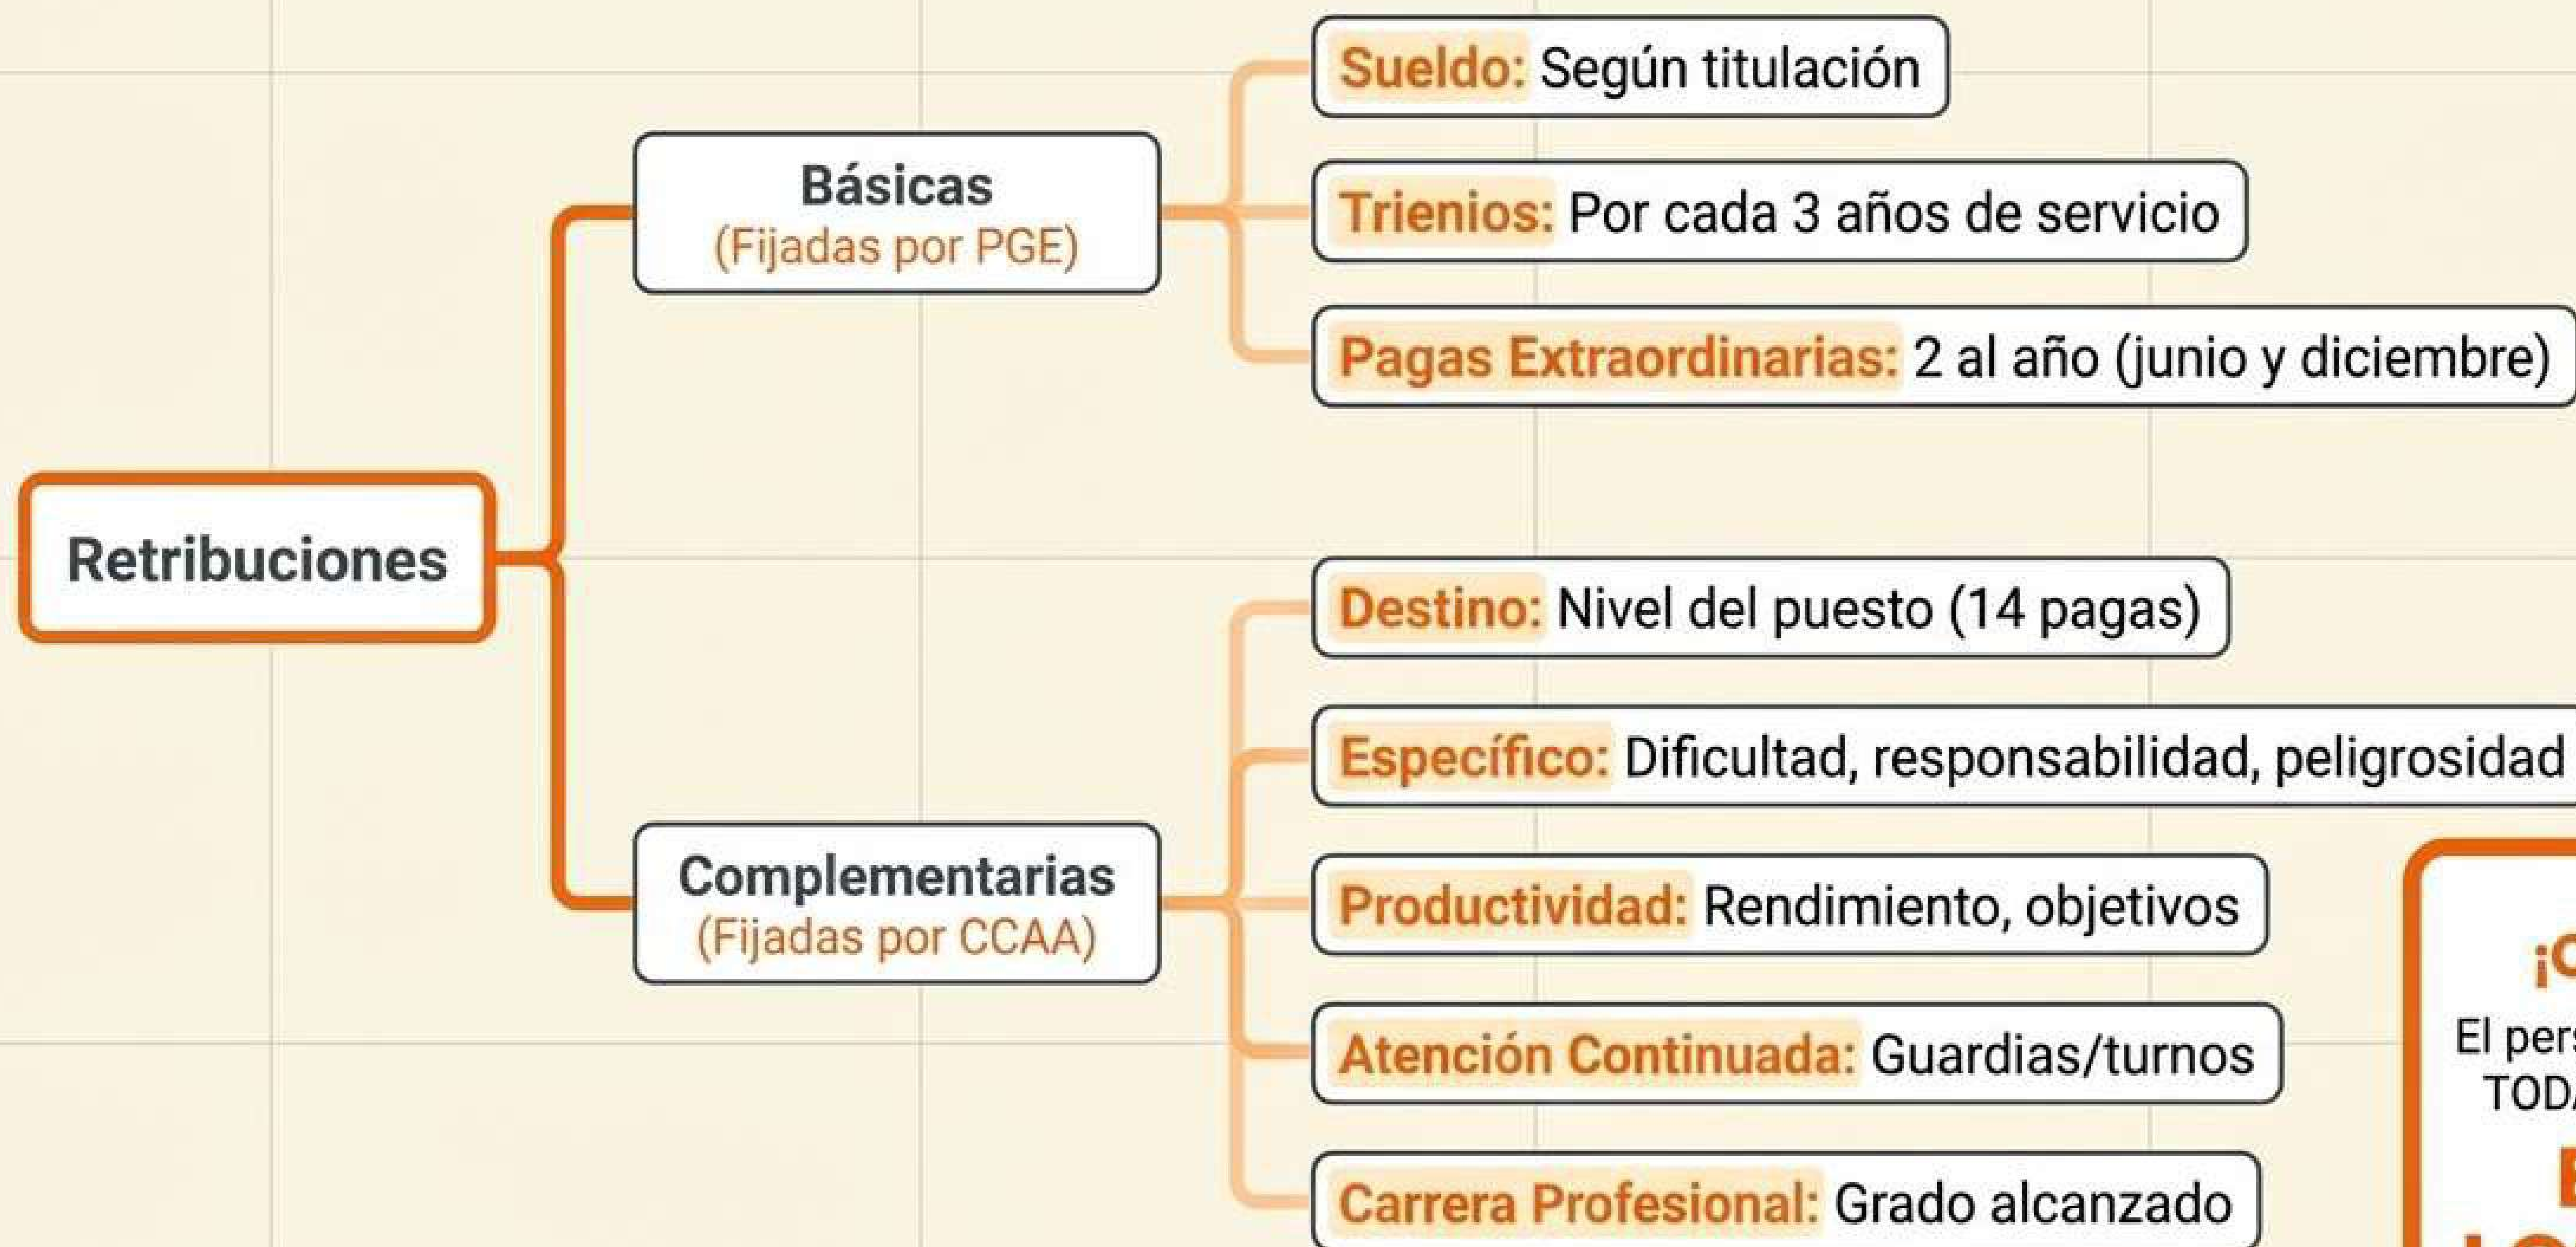 Sueldo: Según titulación
Básicas
(Fijadas por PGE)
Trienios: Por cada 3 años de servicio
Pagas Extraordinarias: 2 al año (junio y diciembre)
Retribuciones
Destino: Nivel del puesto (14 pagas)
Específico: Dificultad, responsabilidad, peligrosidad
Complementarias
(Fijadas por CCAA)
Productividad: Rendimiento, objetivos
Atención Continuada: Guardias/turnos
Carrera Profesional: Grado alcanzado
El